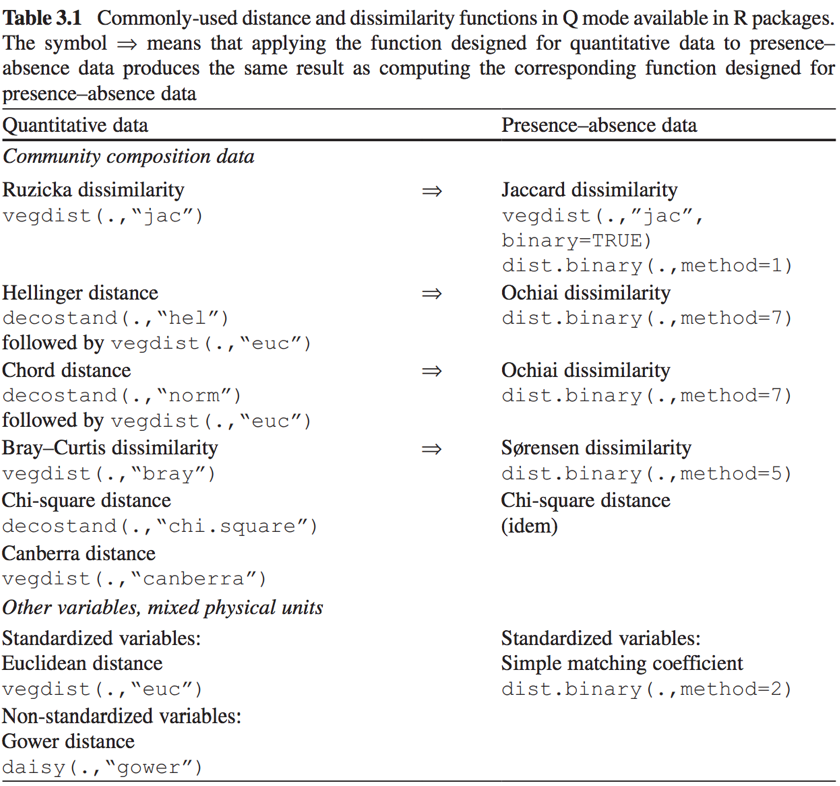 Table 3.1 Commonly-used distance and dissimilarity functions in Q mode available in R packages.
The symbol ⇒ means that applying the function designed for quantitative data to presence–
absence data produces the same result as computing the corresponding function designed for
presence–absence data
Quantitative data Presence–absence data
Community composition data
Ruzicka dissimilarity ⇒ Jaccard dissimilarity
vegdist(.,“jac”) vegdist(.,”jac”,
binary=TRUE)
dist.binary(.,method=1)
Hellinger distance ⇒ Ochiai dissimilarity
decostand(.,“hel”) dist.binary(.,method=7)
followed by vegdist(.,“euc”)
Chord distance ⇒ Ochiai dissimilarity
decostand(.,“norm”) dist.binary(.,method=7)
followed by vegdist(.,“euc”)
Bray–Curtis dissimilarity ⇒ Sørensen dissimilarity
vegdist(.,“bray”) dist.binary(.,method=5)
Chi-square distance Chi-square distance
decostand(.,“chi.square”) (idem)
Canberra distance
vegdist(.,“canberra”)
Other variables, mixed physical units
Standardized variables: Standardized variables:
Euclidean distance Simple matching coefficient
vegdist(.,“euc”) dist.binary(.,method=2)
Non-standardized variables:
Gower distance
daisy(.,“gower”)